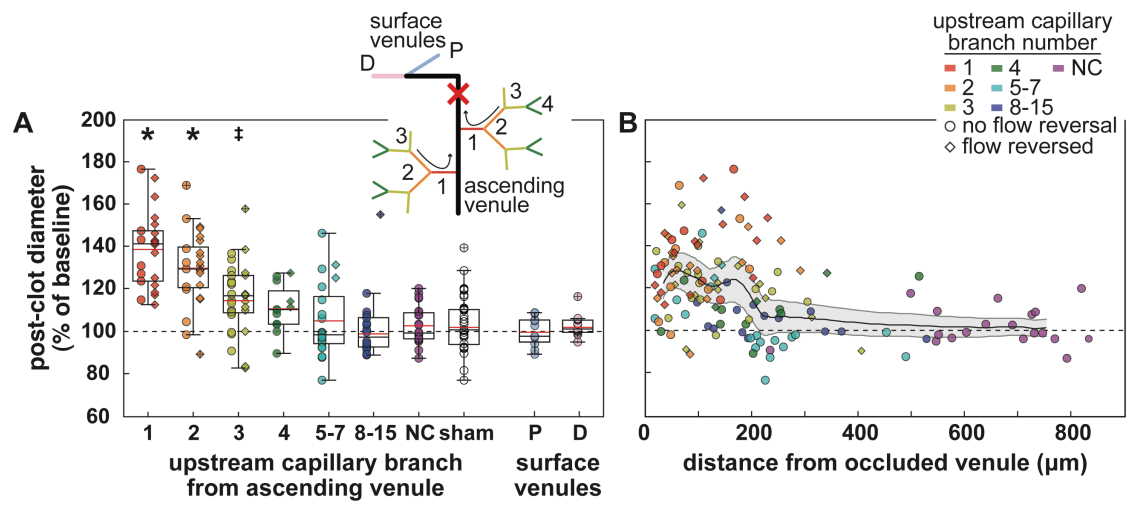 surface
venules
D
P
3
4
2
1
3
2
1
ascending
venule
A
*
*
‡
200
180
160
140
120
100
80
60
post-clot diameter
(% of baseline)
1
2
3
4
5-7
8-15
NC
sham
P
D
upstream capillary branch
from ascending venule
surface
venules
upstream capillary
branch number
1
4
NC
2
5-7
3
8-15
no flow reversal
flow reversed
B
0
200
400
600
800
distance from occluded venule (μm)